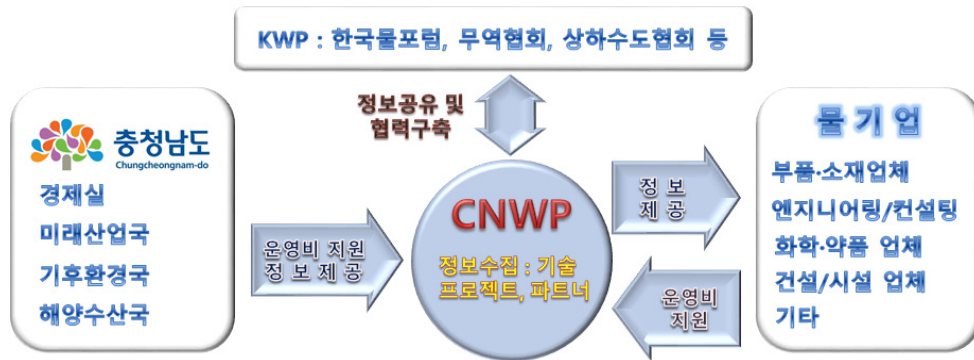 KWP : 한국물포럼, 무역협회, 상하수도협회 등
정보공유 및
협력구축
충청남도
Chungcheongnam-do
경제실
미래산업국
기후환경국
해양수산국
운영비 지원
정보제공
CNWP
정보수집 : 기술
프로젝트, 파트너
정보
제공
운영비
지원
물기업
부품·소재업체
엔지니어링/컨설팅
화학·약품 업체
건설/시설 업체
기타